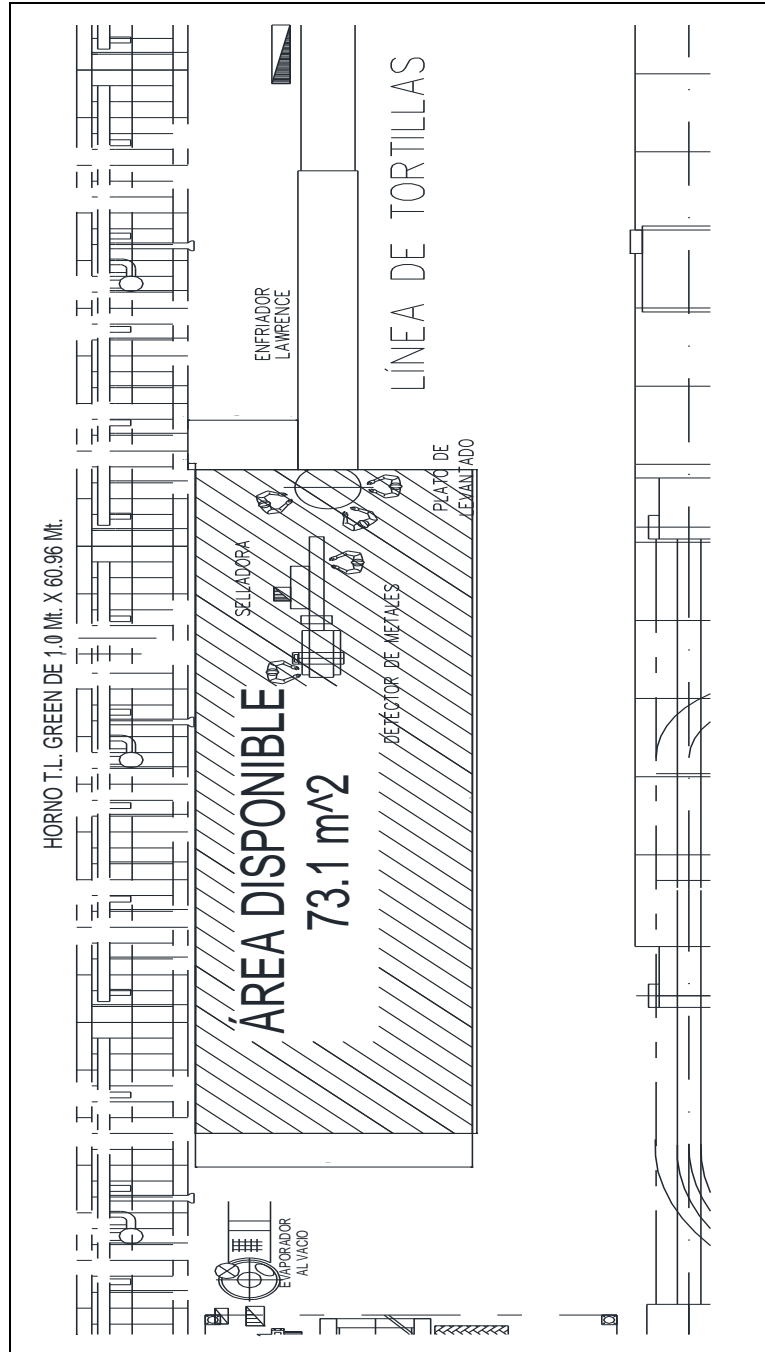 HORNO T.L. GREEN DE 1.0 Mt. X 60.96 Mt.
ENFRIADOR
LAWRENCE
LÍNEA DE TORTILLAS
PLATO DE
LEVANTADO
SELLADORA
DETECTOR DE METALES
ÁREA DISPONIBLE
73.1 m^2
EVAPORADOR
AL VACIO